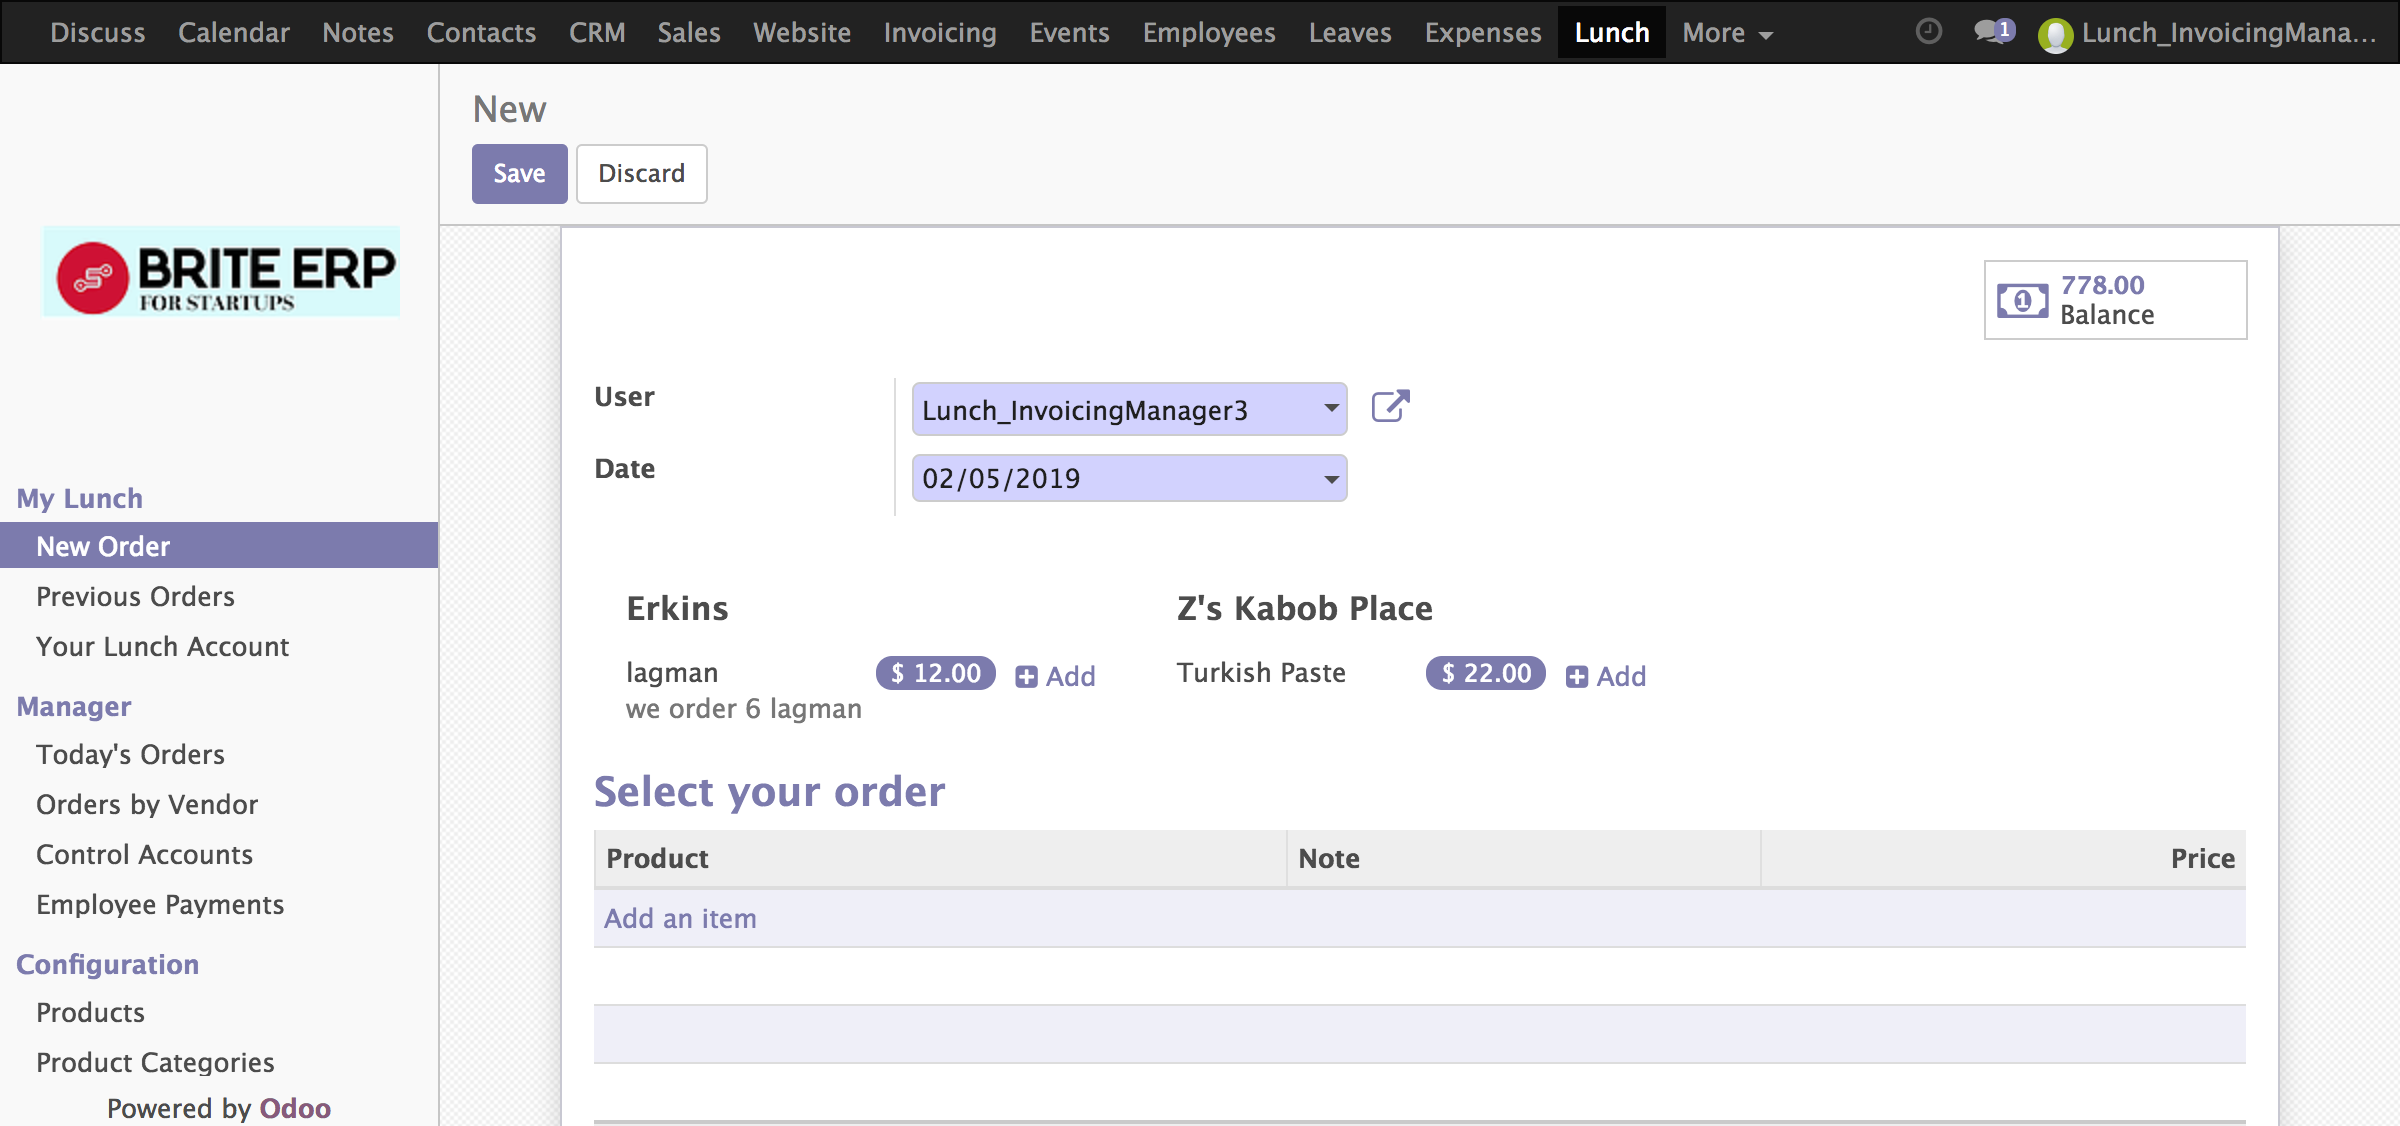 Discuss Calendar Notes Contacts CRM Sales Website Invoicing Events Employees Leaves Expenses Lunch More 1 Lunch_InvoicingMana...
New
Save Discard
BRITE ERP
FOR STARTUPS
778.00
Balance
User Lunch_InvoicingManager3
Date 02/05/2019
My Lunch
New Order
Previous Orders
Your Lunch Account
Manager
Today's Orders
Orders by Vendor
Control Accounts
Employee Payments
Configuration
Products
Product Categories
Powered by Odoo
Erkins
lagman $ 12.00 Add
we order 6 lagman
Z's Kabob Place
Turkish Paste $ 22.00 Add
Select your order
Product Note Price
Add an item